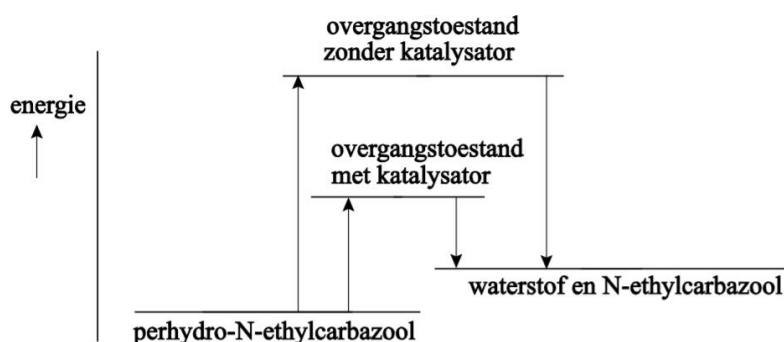 overgangstoestand
zonder katalysator
energie
overgangstoestand
met katalysator
waterstof en N-ethylcarbazool
perhydro-N-ethylcarbazool